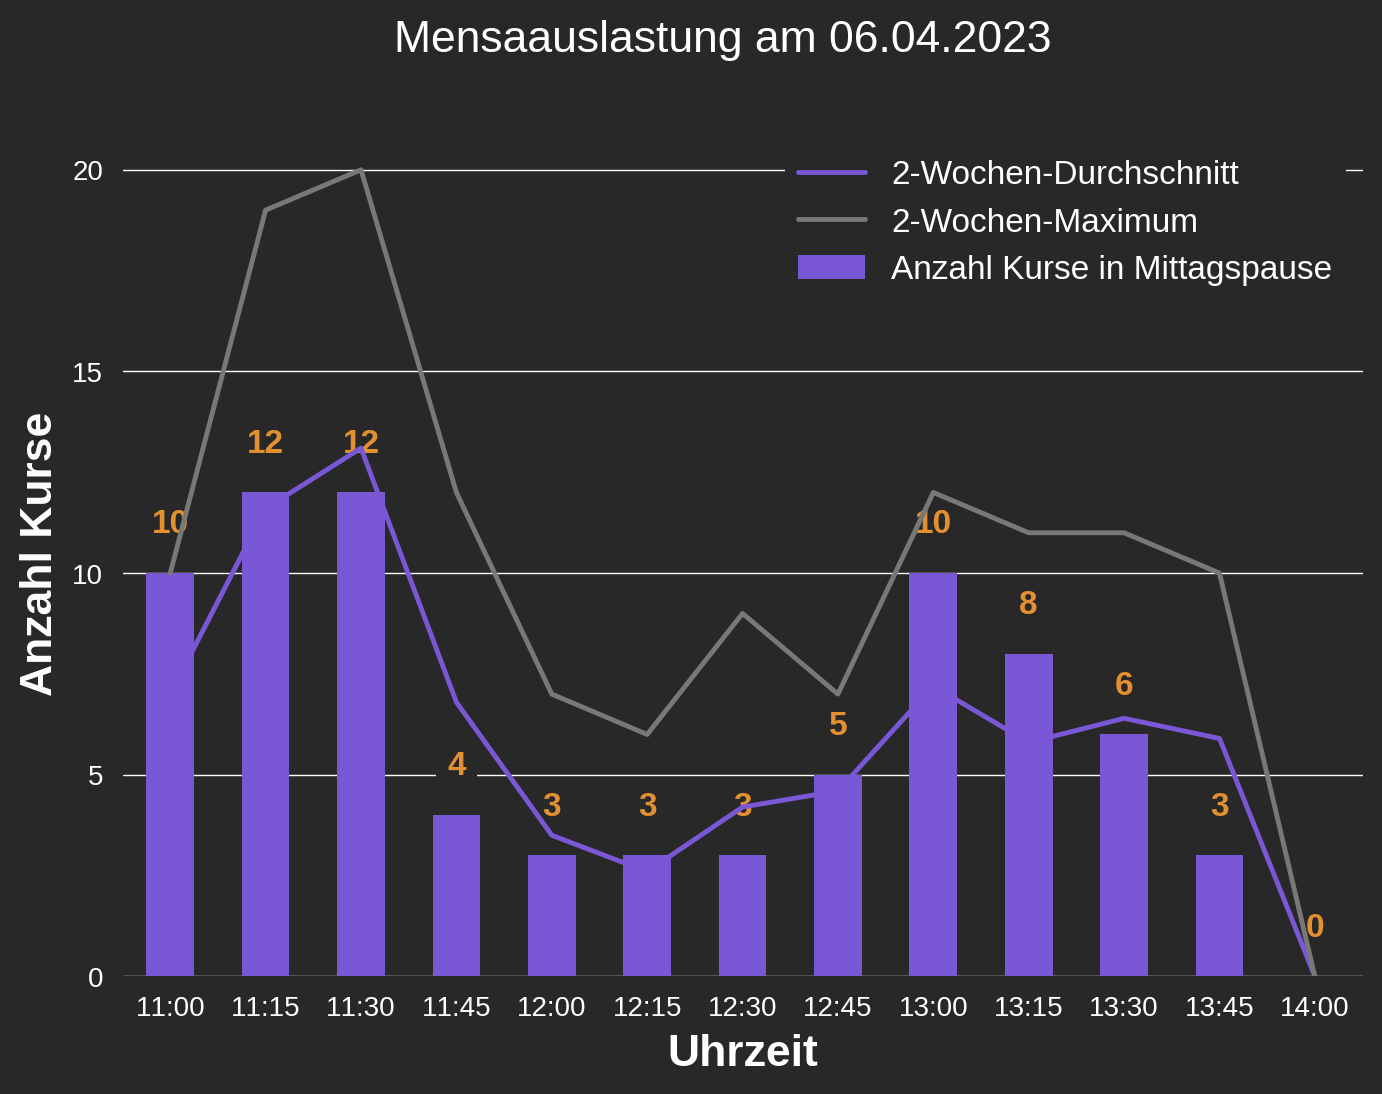 Mensaauslastung am 06.04.2023
2-Wochen-Durchschnitt
2-Wochen-Maximum
Anzahl Kurse in Mittagspause
Anzahl Kurse
20
15
10
5
0
10
12
12
4
3
3
3
5
10
8
6
3
0
11:00 11:15 11:30 11:45 12:00 12:15 12:30 12:45 13:00 13:15 13:30 13:45 14:00
Uhrzeit